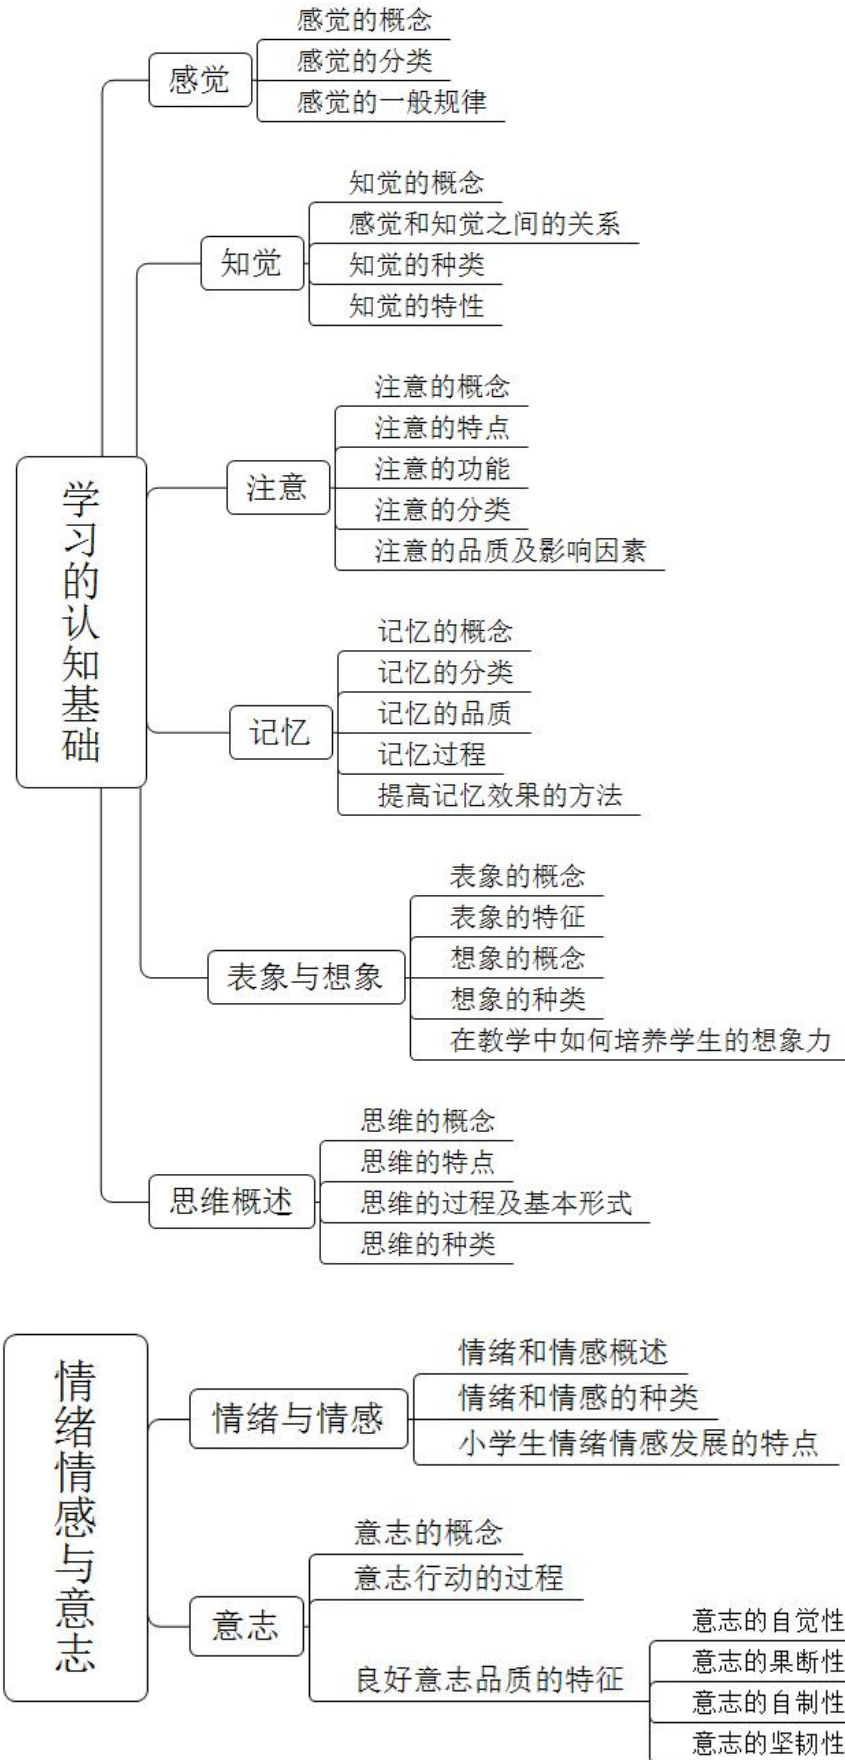 学习的认知基础
感觉
感觉的概念
感觉的分类
感觉的一般规律
知觉
知觉的概念
感觉和知觉之间的关系
知觉的种类
知觉的特性
注意
注意的概念
注意的特点
注意的功能
注意的分类
注意的品质及影响因素
记忆
记忆的概念
记忆的分类
记忆的品质
记忆过程
提高记忆效果的方法
表象与想象
表象的概念
表象的特征
想象的概念
想象的种类
在教学中如何培养学生的想象力
思维概述
思维的概念
思维的特点
思维的过程及基本形式
思维的种类
情绪情感与意志
情绪与情感
情绪和情感概述
情绪和情感的种类
小学生情绪情感发展的特点
意志
意志的概念
意志行动的过程
良好意志品质的特征
意志的自觉性
意志的果断性
意志的自制性
意志的坚韧性